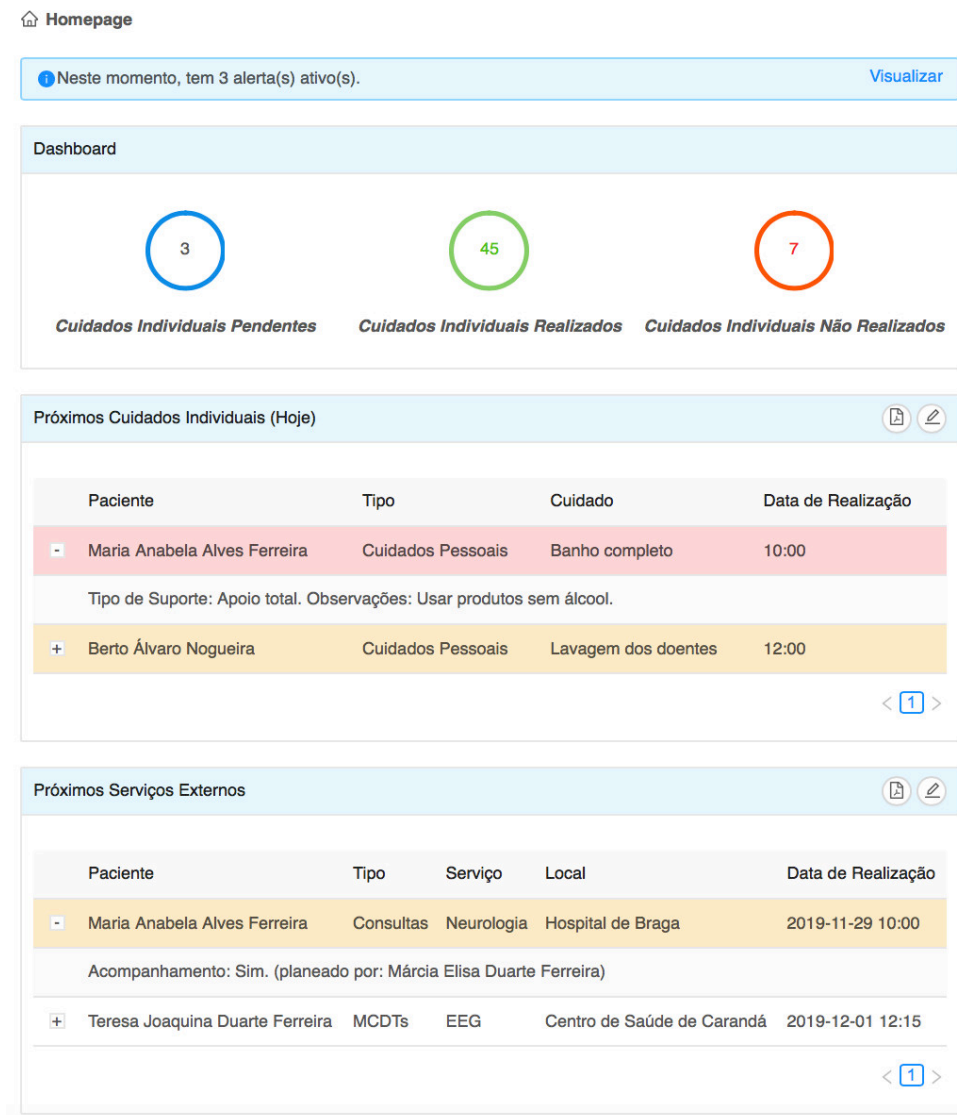 Homepage
Neste momento, tem 3 alerta(s) ativo(s). Visualizar
Dashboard
3 45 7
Cuidados Individuais Pendentes Cuidados Individuais Realizados Cuidados Individuais Não Realizados
Próximos Cuidados Individuais (Hoje)
Paciente Tipo Cuidado Data de Realização
- Maria Anabela Alves Ferreira Cuidados Pessoais Banho completo 10:00
Tipo de Suporte: Apoio total. Observações: Usar produtos sem álcool.
+ Berto Álvaro Nogueira Cuidados Pessoais Lavagem dos doentes 12:00
< 1 >
Próximos Serviços Externos
Paciente Tipo Serviço Local Data de Realização
- Maria Anabela Alves Ferreira Consultas Neurologia Hospital de Braga 2019-11-29 10:00
Acompanhamento: Sim. (planeado por: Márcia Elisa Duarte Ferreira)
+ Teresa Joaquina Duarte Ferreira MCDTs EEG Centro de Saúde de Carandá 2019-12-01 12:15
< 1 >